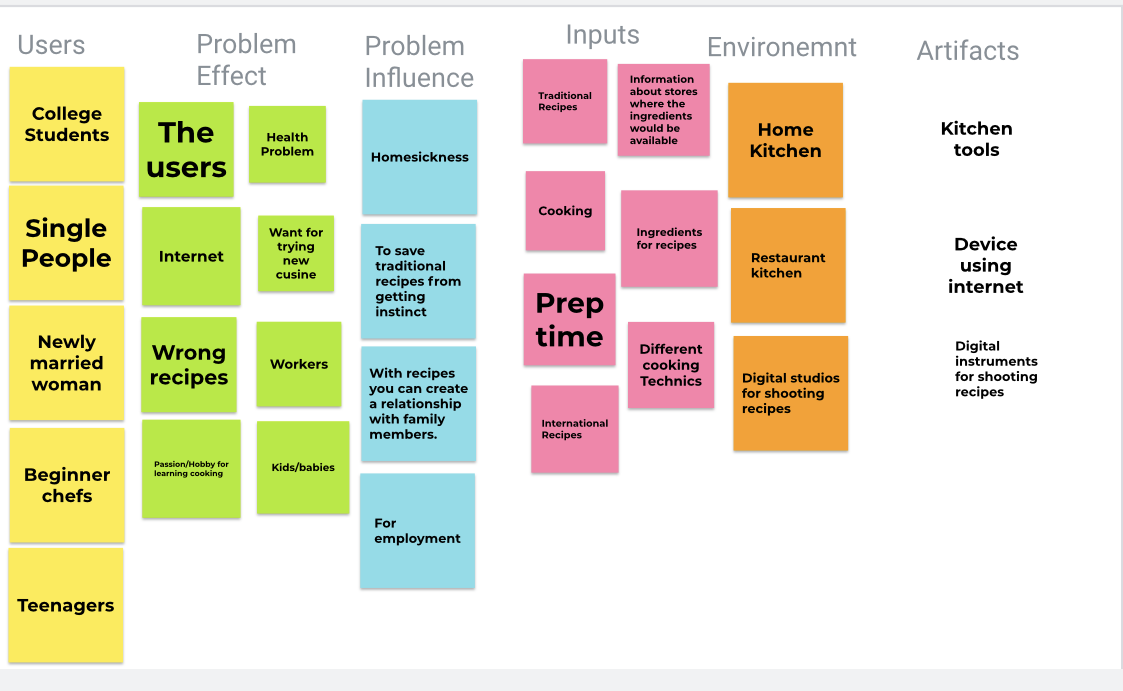 Users
College
Students
Single
People
Newly
married
woman
Beginner
chefs
Teenagers
Problem
Effect
The
users
Health
Problem
Internet
Want for
trying
new
cusine
Wrong
recipes
Workers
Passion/Hobby for
learning cooking
Kids/babies
Problem
Influence
Homesickness
To save
traditional
recipes from
getting
instinct
With recipes
you can create
a relationship
with family
members.
For
employment
Inputs
Traditional
Recipes
Information
about stores
where the
ingredients
would be
available
Cooking
Ingredients
for recipes
Prep
time
Different
cooking
Technics
International
Recipes
Environemnt
Home
Kitchen
Restaurant
kitchen
Digital studios
for shooting
recipes
Artifacts
Kitchen
tools
Device
using
internet
Digital
instruments
for shooting
recipes